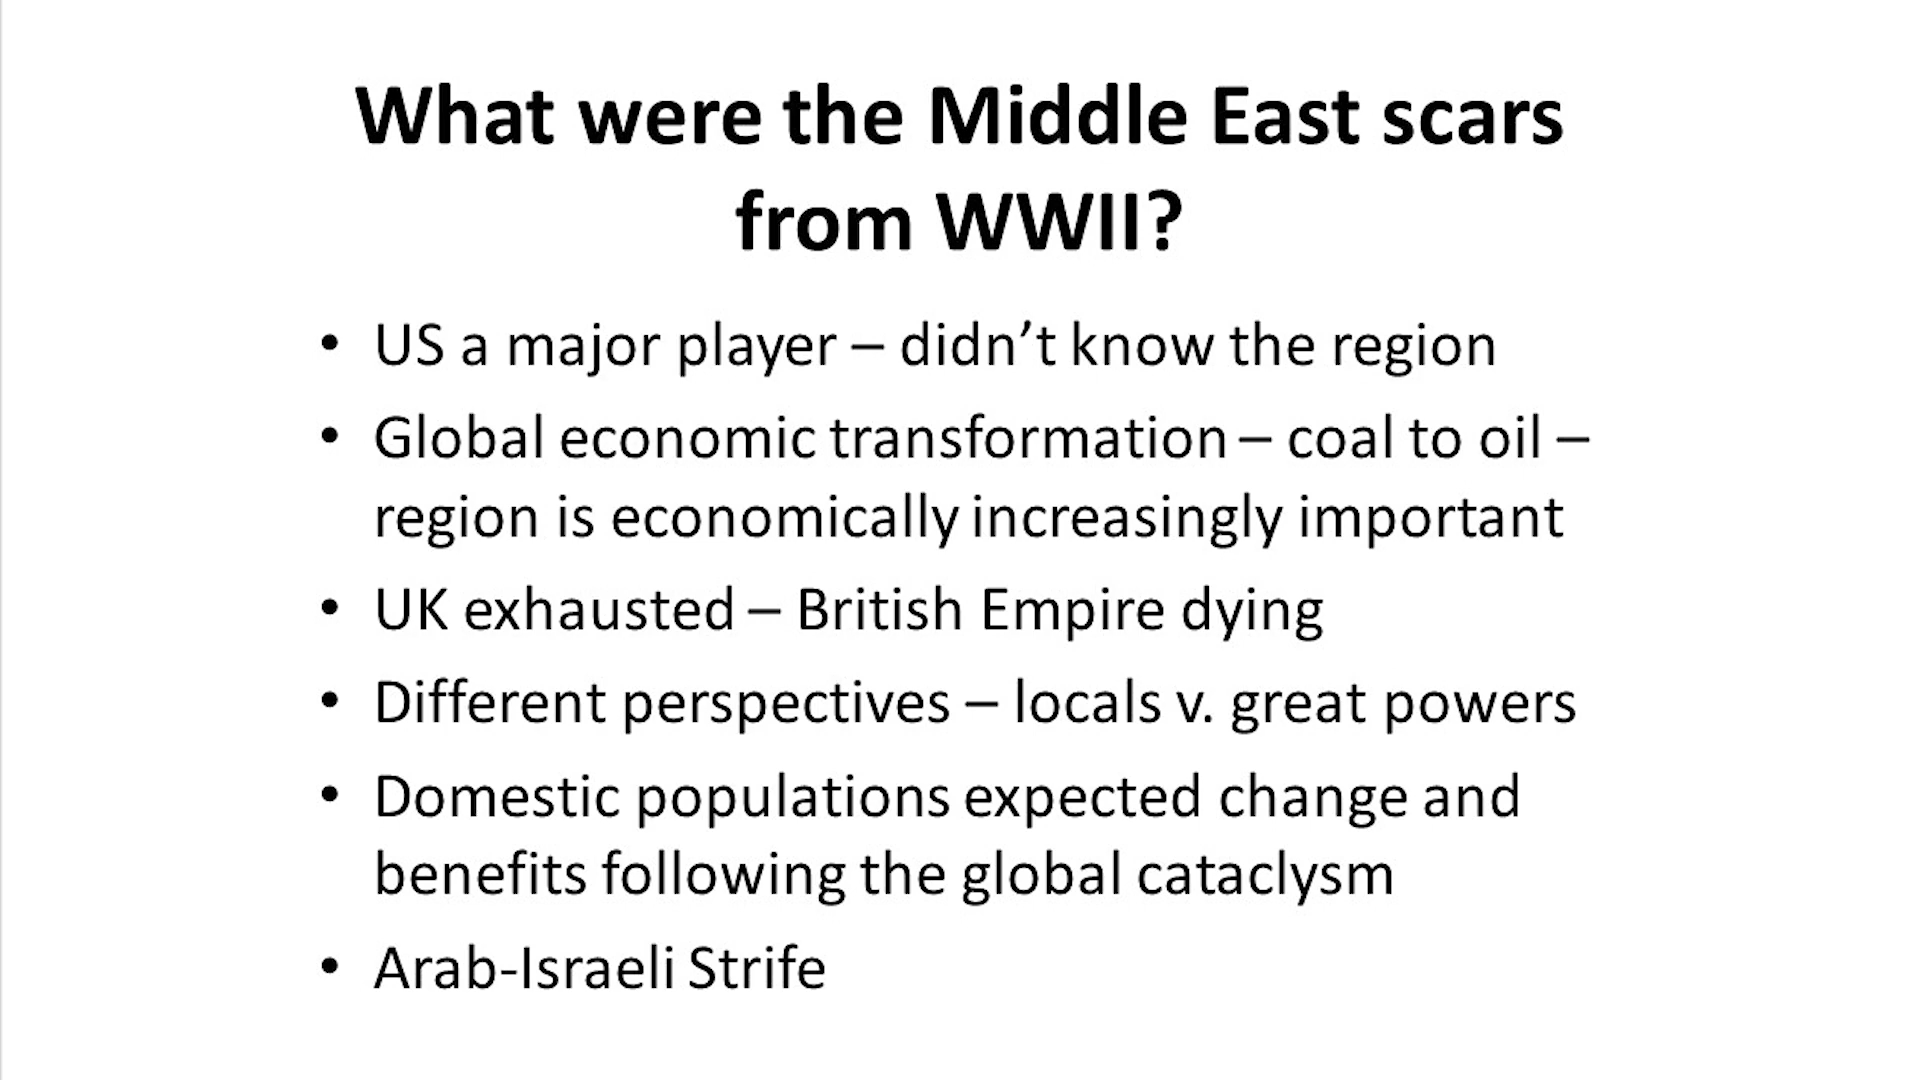 What were the Middle East scars
from WWII?
• US a major player – didn’t know the region
• Global economic transformation – coal to oil –
region is economically increasingly important
• UK exhausted – British Empire dying
• Different perspectives – locals v. great powers
• Domestic populations expected change and
benefits following the global cataclysm
• Arab-Israeli Strife